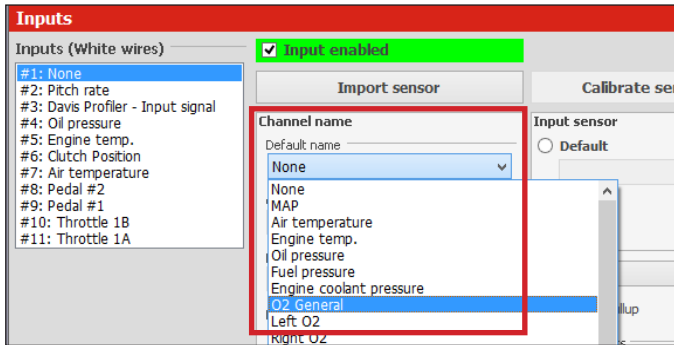 Inputs
Inputs (White wires)
#1: None
#2: Pitch rate
#3: Davis Profiler - Input signal
#4: Oil pressure
#5: Engine temp.
#6: Clutch Position
#7: Air temperature
#8: Pedal #2
#9: Pedal #1
#10: Throttle 1B
#11: Throttle 1A
Input enabled
Import sensor
Calibrate se
Channel name
Default name
None
None
MAP
Air temperature
Engine temp.
Oil pressure
Fuel pressure
Engine coolant pressure
O2 General
Left O2
Right O2
Input sensor
Default
llup